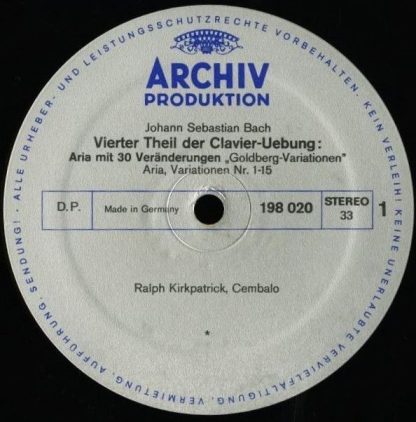 ALLE URHEBER- UND LEISTUNGSSCHUTZRECHTE VORBEHALTEN. KEIN VERLEIH! KEINE UNERLAUBTE VERVIELFÄLTIGUNG, VERMIETUNG, AUFFÜHRUNG, SENDUNG!
ARCHIV
PRODUKTION
Johann Sebastian Bach
Vierter Theil der Clavier-Uebung:
Aria mit 30 Veränderungen „Goldberg-Variationen"
Aria, Variationen Nr. 1-15
D.P. Made in Germany 198 020 STEREO 33 1
Ralph Kirkpatrick, Cembalo
*